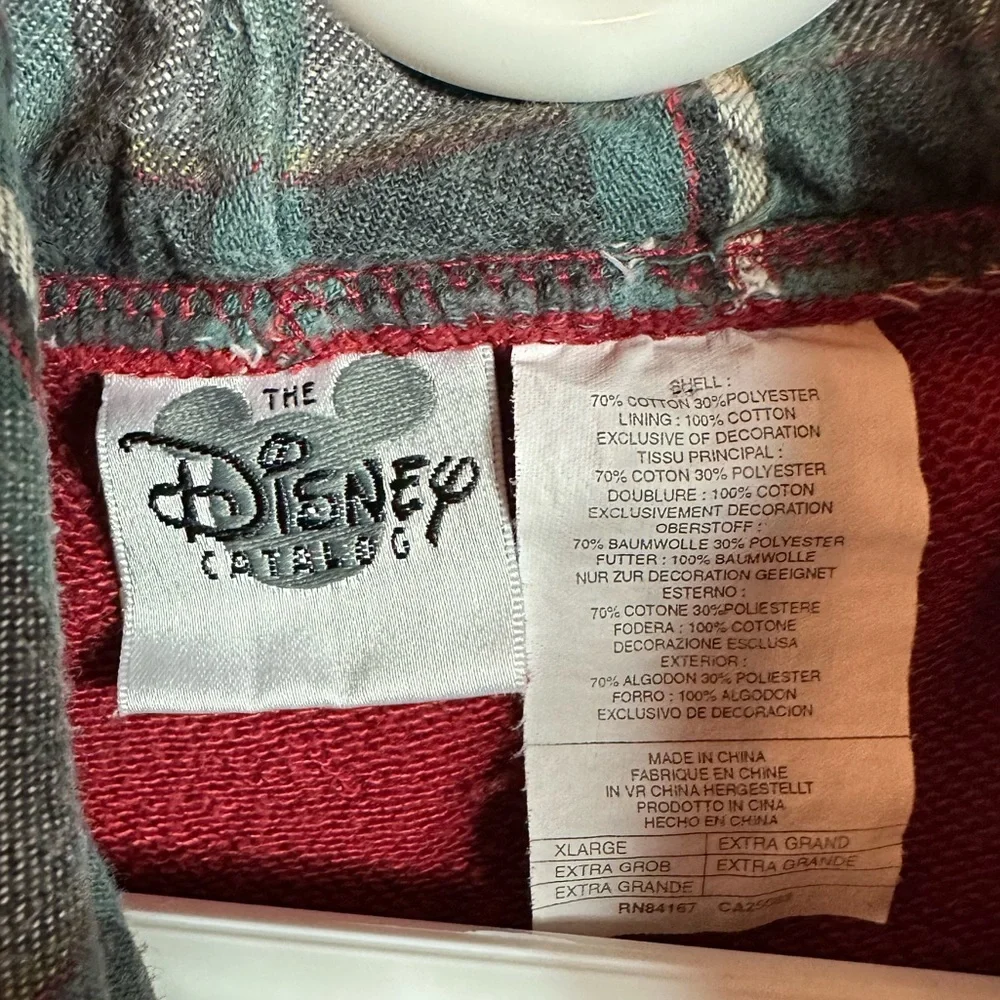 THE
DISNEY
CATALOG
SHELL :
70% COTTON 30%POLYESTER
LINING : 100% COTTON
EXCLUSIVE OF DECORATION
TISSU PRINCIPAL :
70% COTON 30% POLYESTER
DOUBLURE : 100% COTON
EXCLUSIVEMENT DECORATION
OBERSTOFF :
70% BAUMWOLLE 30% POLYESTER
FUTTER : 100% BAUMWOLLE
NUR ZUR DECORATION GEEIGNET
ESTERNO :
70% COTONE 30%POLIESTERE
FODERA : 100% COTONE
DECORAZIONE ESCLUSA
EXTERIOR :
70% ALGODON 30% POLIESTER
FORRO : 100% ALGODON
EXCLUSIVO DE DECORACION
MADE IN CHINA
FABRIQUE EN CHINE
IN VR CHINA HERGESTELLT
PRODOTTO IN CINA
HECHO EN CHINA
XLARGE EXTRA GRAND
EXTRA GROB EXTRA GRANDE
EXTRA GRANDE
RN84167